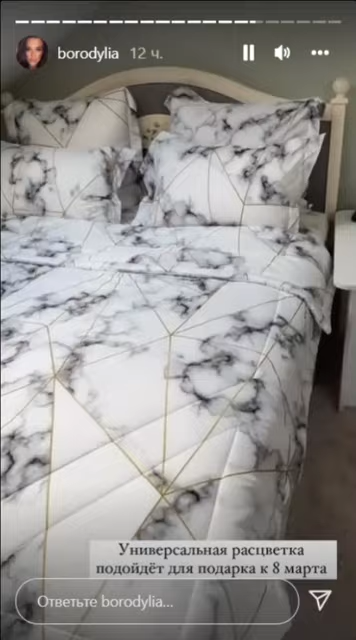 borodylia 12 ч.
Универсальная расцветка
подойдёт для подарка к 8 марта
Ответьте borodylia...